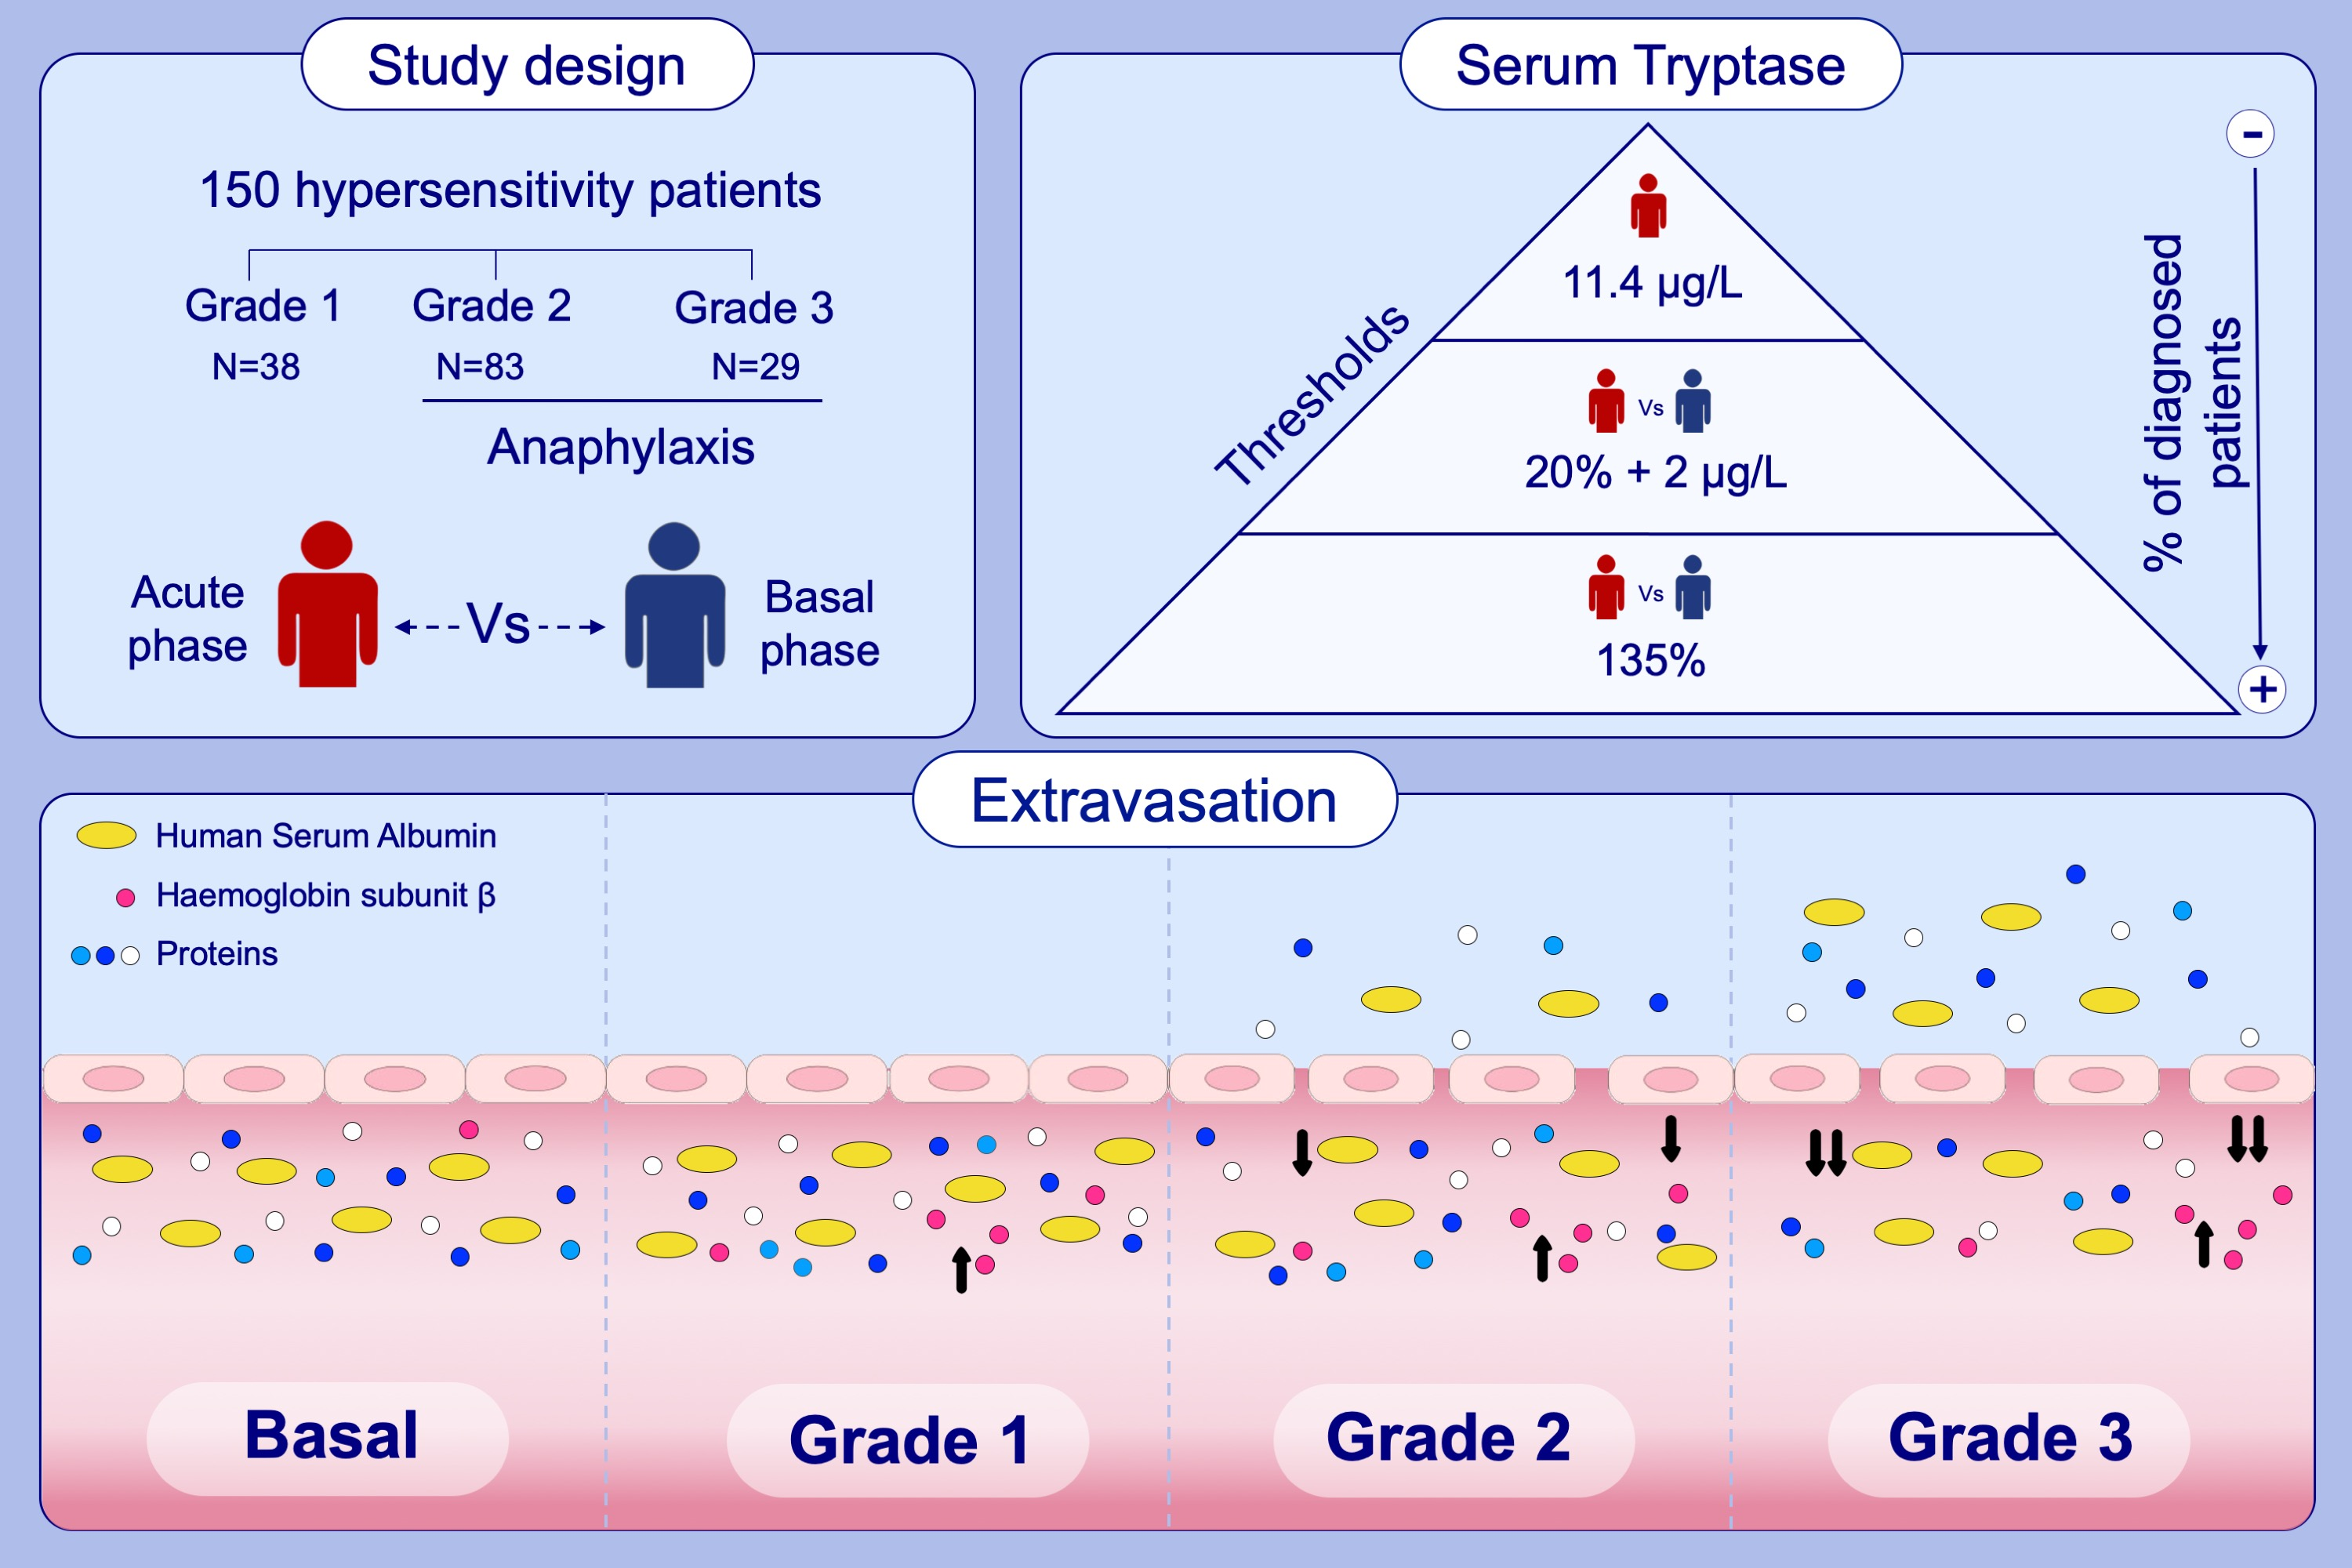 Study design
150 hypersensitivity patients
Grade 1
Grade 2
Grade 3
N=38
N=83
N=29
Anaphylaxis
Acute
phase
Vs
Basal
phase
Serum Tryptase
Thresholds
11.4 µg/L
Vs
20% + 2 µg/L
Vs
135%
-
% of diagnosed
patients
+
Extravasation
Human Serum Albumin
Haemoglobin subunit β
Proteins
Basal
Grade 1
Grade 2
Grade 3